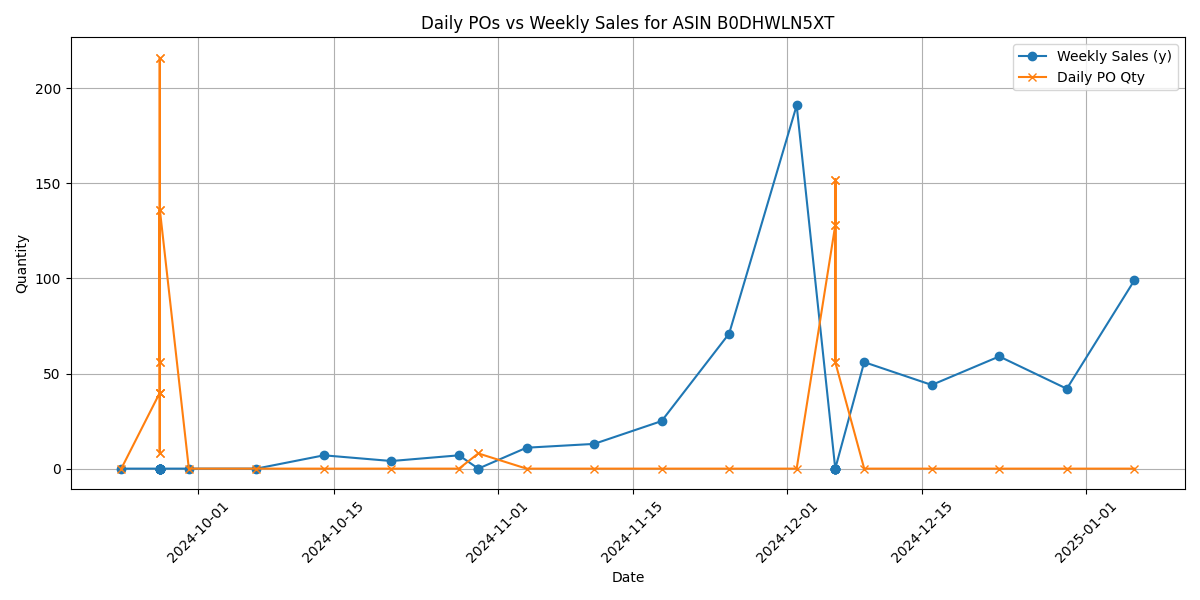 Daily POs vs Weekly Sales for ASIN B0DHWLN5XT
Weekly Sales (y)
Daily PO Qty
Quantity
200
150
100
50
0
2024-10-01
2024-10-15
2024-11-01
2024-11-15
2024-12-01
2024-12-15
2025-01-01
Date